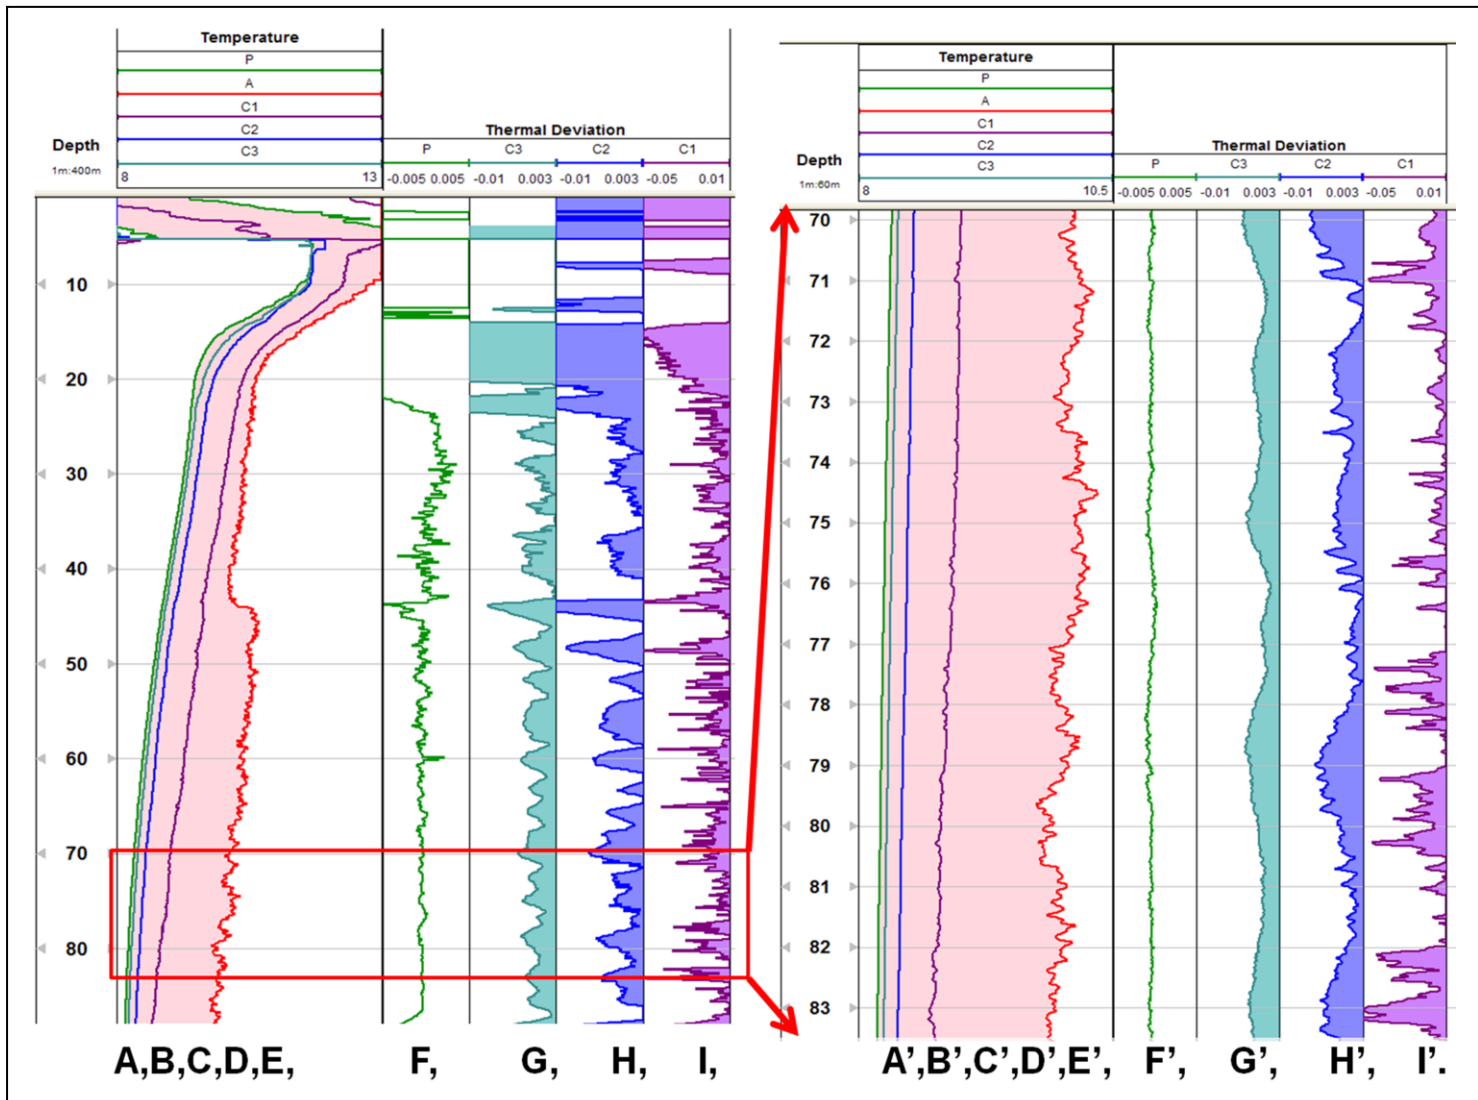 Temperature
P
A
C1
C2
C3
Depth
1m:400m
8 13
Thermal Deviation
P C3 C2 C1
-0.005 0.005 -0.01 0.003 -0.01 0.003 -0.05 0.01
10
20
30
40
50
60
70
80
A,B,C,D,E, F, G, H, I,
Temperature
P
A
C1
C2
C3
Depth
1m:60m
8 10.5
Thermal Deviation
P C3 C2 C1
-0.005 0.005 -0.01 0.003 -0.01 0.003 -0.05 0.01
70
71
72
73
74
75
76
77
78
79
80
81
82
83
A',B',C',D',E', F', G', H', I'.